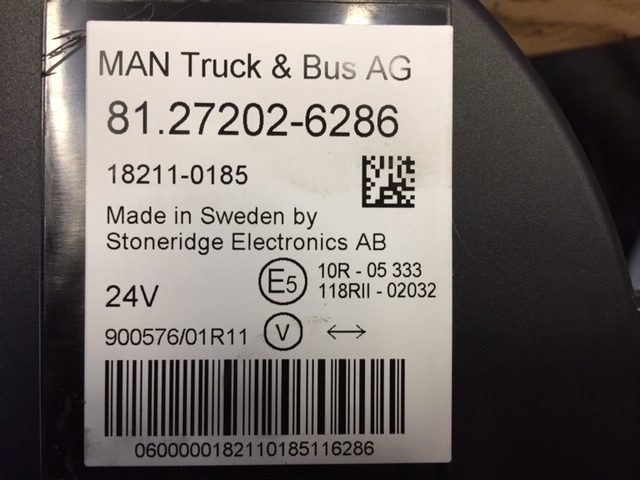 MAN Truck & Bus AG
81.27202-6286
18211-0185
Made in Sweden by
Stoneridge Electronics AB
24V
E5
10R - 05 333
118RII - 02032
900576/01R11
V
0600000182110185116286